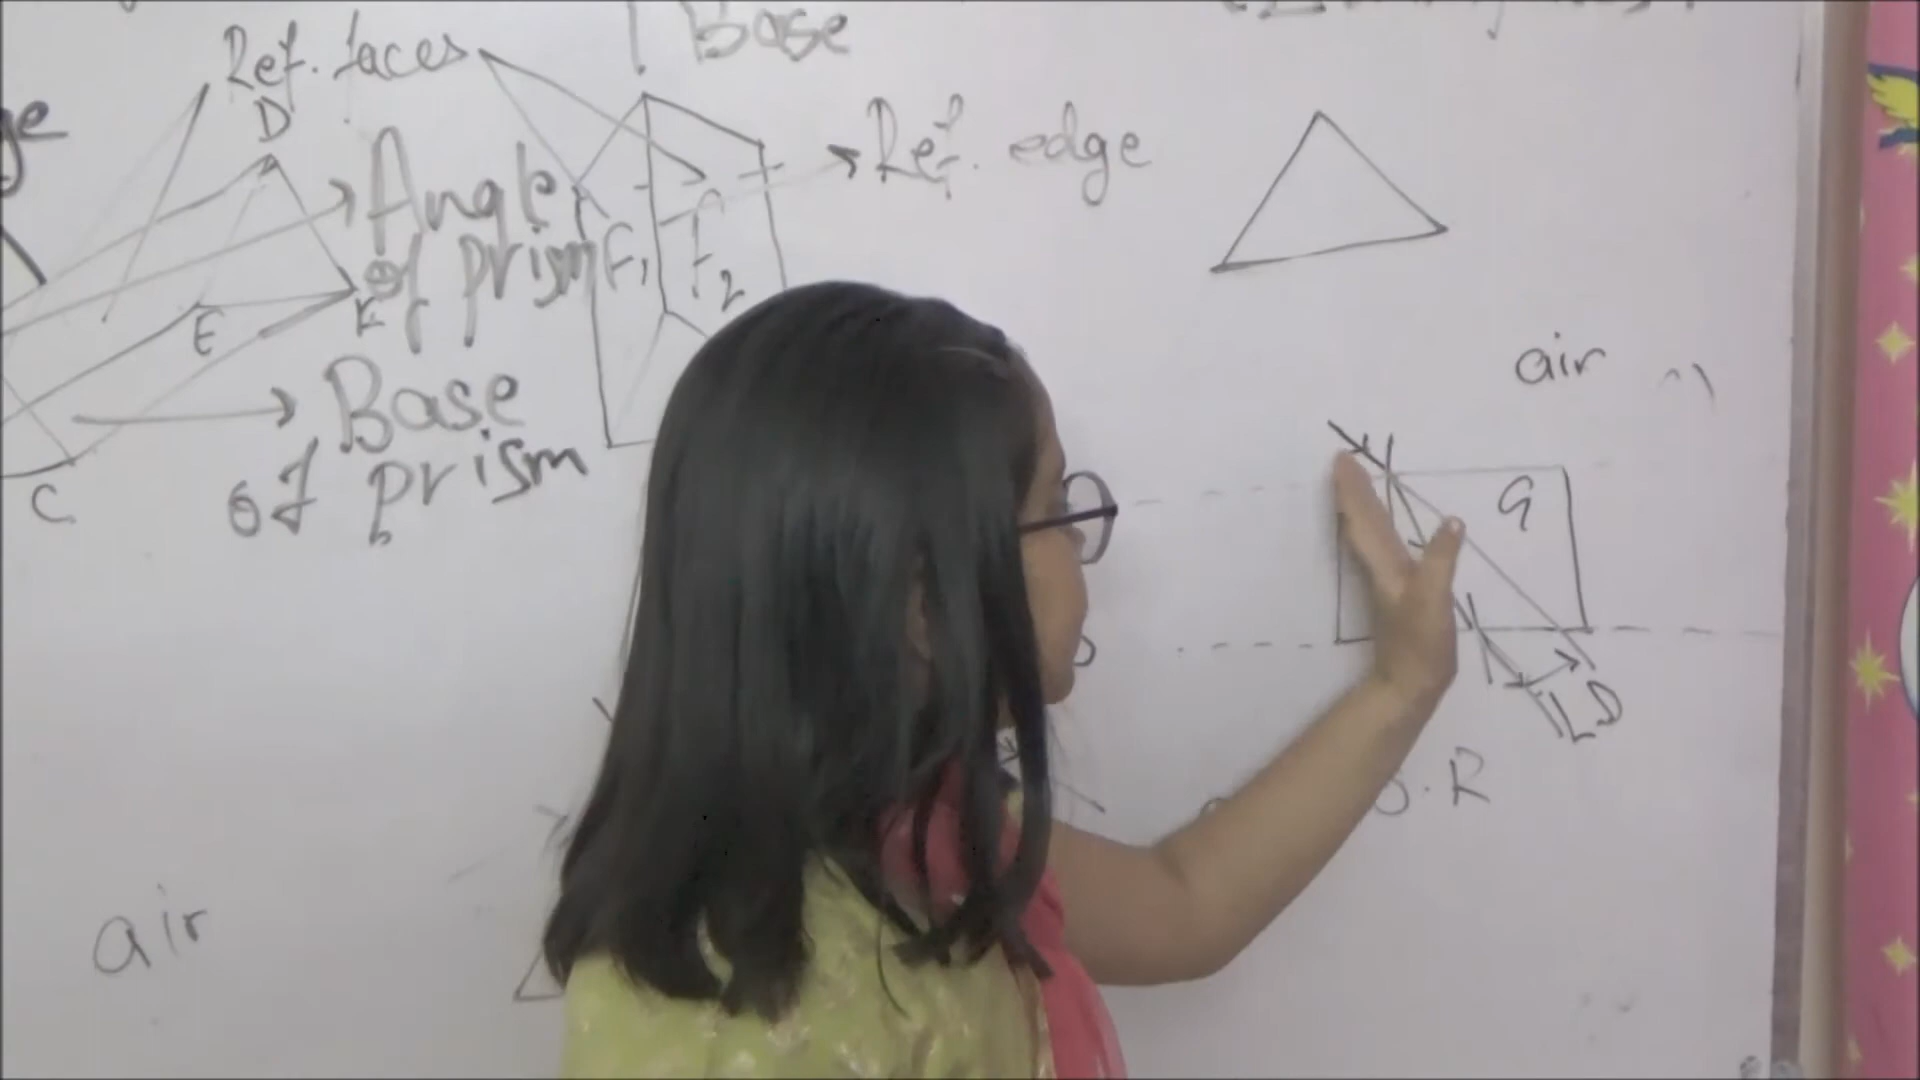 Base
Ref. faces
D
Ref. edge
Angle
of prism
F1
F2
E
F
Base
of prism
C
air
G
LD
air